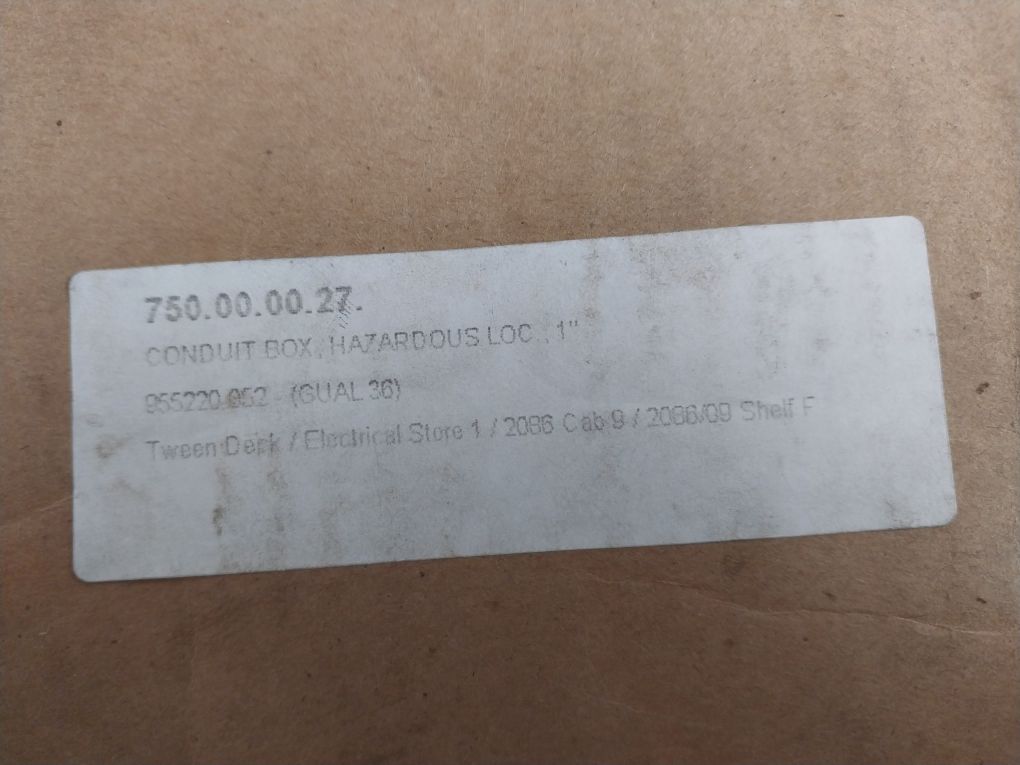 750.00.00.27.
CONDUIT BOX, HAZARDOUS LOC., 1"
955220.052 - (GUAL 36)
Tween Deck / Electrical Store 1 / 2086 Cab 9 / 2086/09 Shelf F